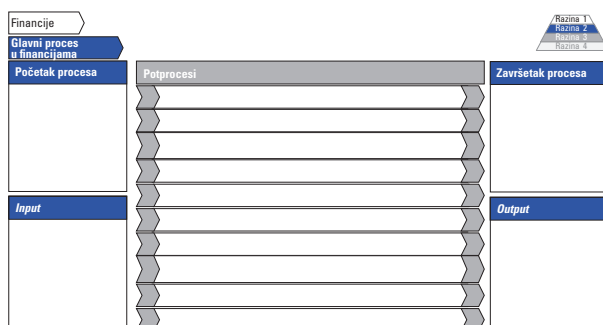 Financije
Glavni proces
u financijama
Razina 1
Razina 2
Razina 3
Razina 4
Početak procesa
Potprocesi
Završetak procesa
Input
Output